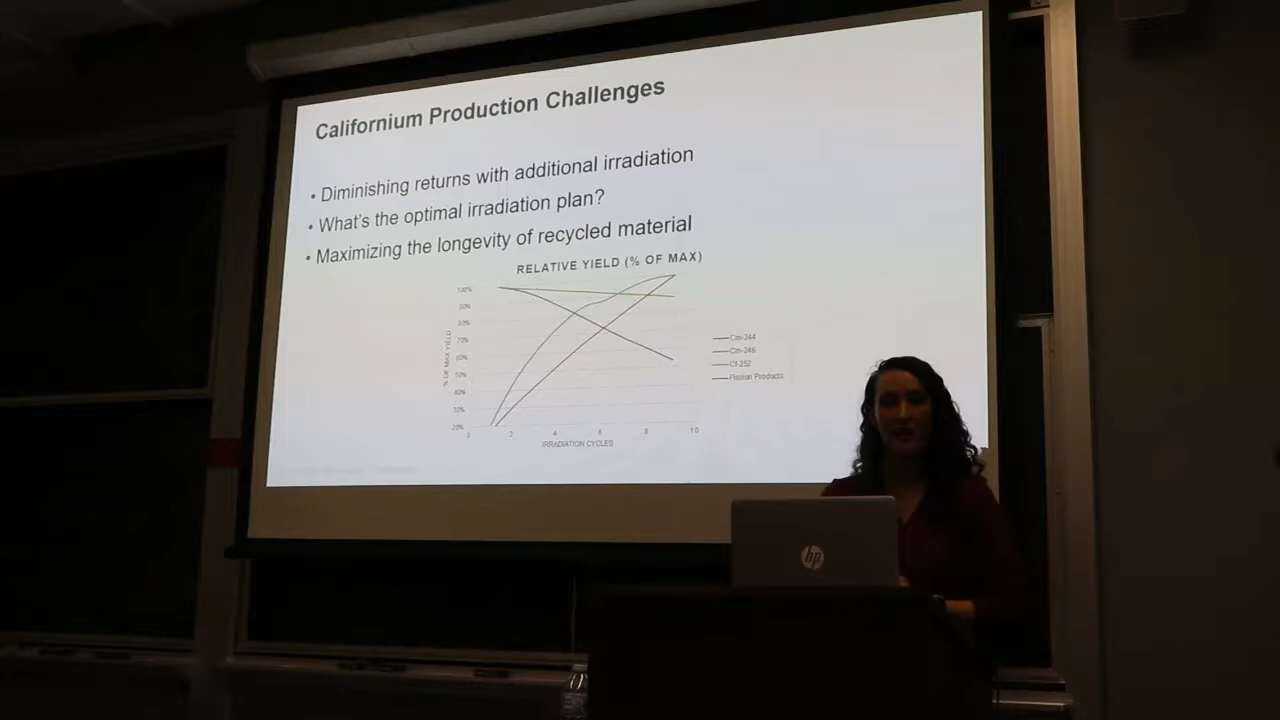 Californium Production Challenges
• Diminishing returns with additional irradiation
• What's the optimal irradiation plan?
• Maximizing the longevity of recycled material
RELATIVE YIELD (% OF MAX)
% OF MAX YIELD
100%
90%
80%
70%
60%
50%
40%
30%
20%
0 2 4 6 8 10
IRRADIATION CYCLES
Cm-244
Cm-246
Cf-252
Fission Products
hp